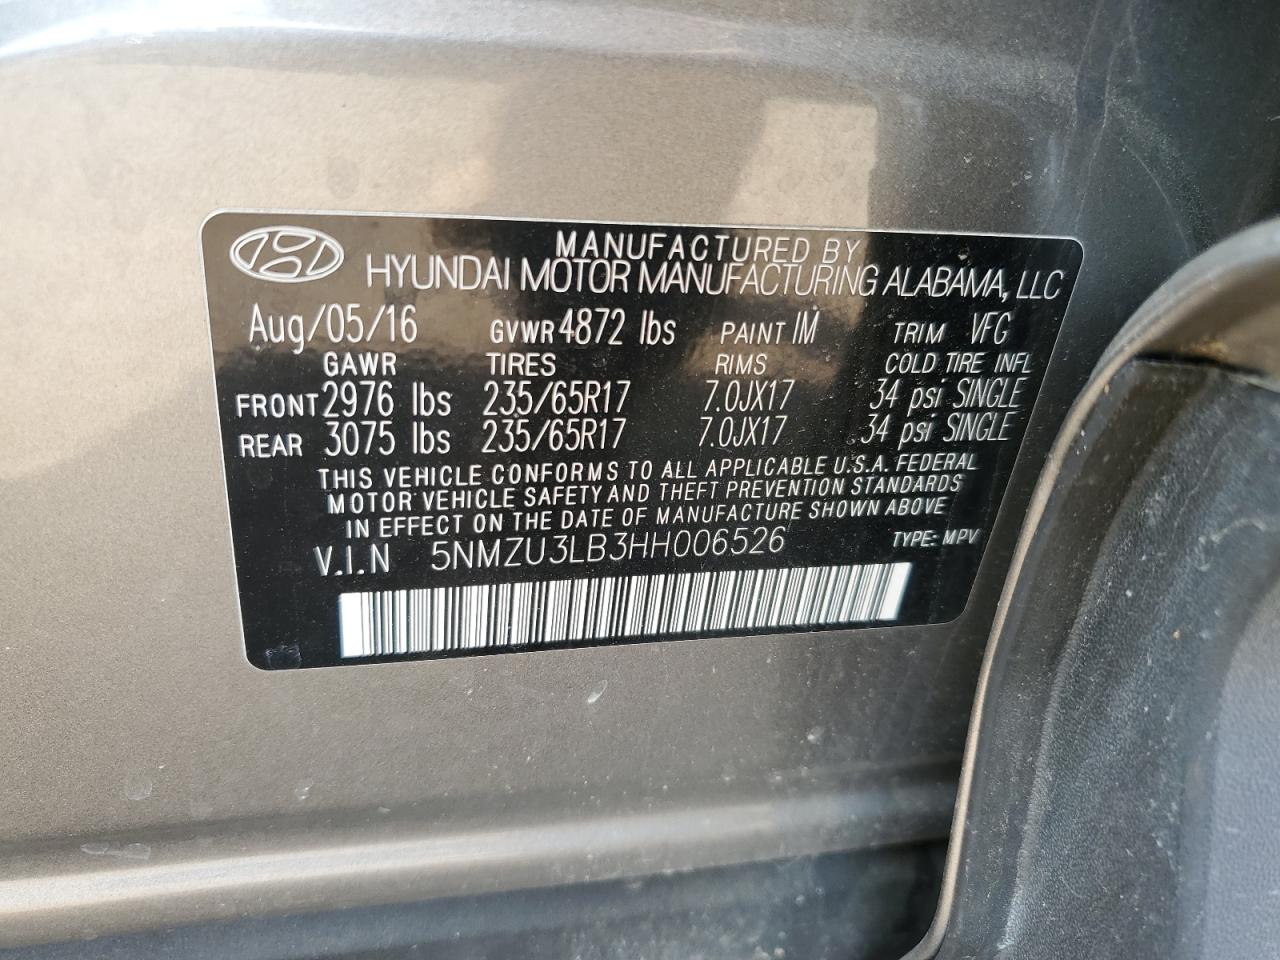 MANUFACTURED BY
HYUNDAI MOTOR MANUFACTURING ALABAMA, LLC
Aug/05/16 GVWR 4872 lbs PAINT IM TRIM VFG
GAWR TIRES RIMS COLD TIRE INFL
FRONT 2976 lbs 235/65R17 7.0JX17 34 psi SINGLE
REAR 3075 lbs 235/65R17 7.0JX17 34 psi SINGLE
THIS VEHICLE CONFORMS TO ALL APPLICABLE U.S.A. FEDERAL
MOTOR VEHICLE SAFETY AND THEFT PREVENTION STANDARDS
IN EFFECT ON THE DATE OF MANUFACTURE SHOWN ABOVE
V.I.N 5NMZU3LB3HH006526 TYPE: MPV